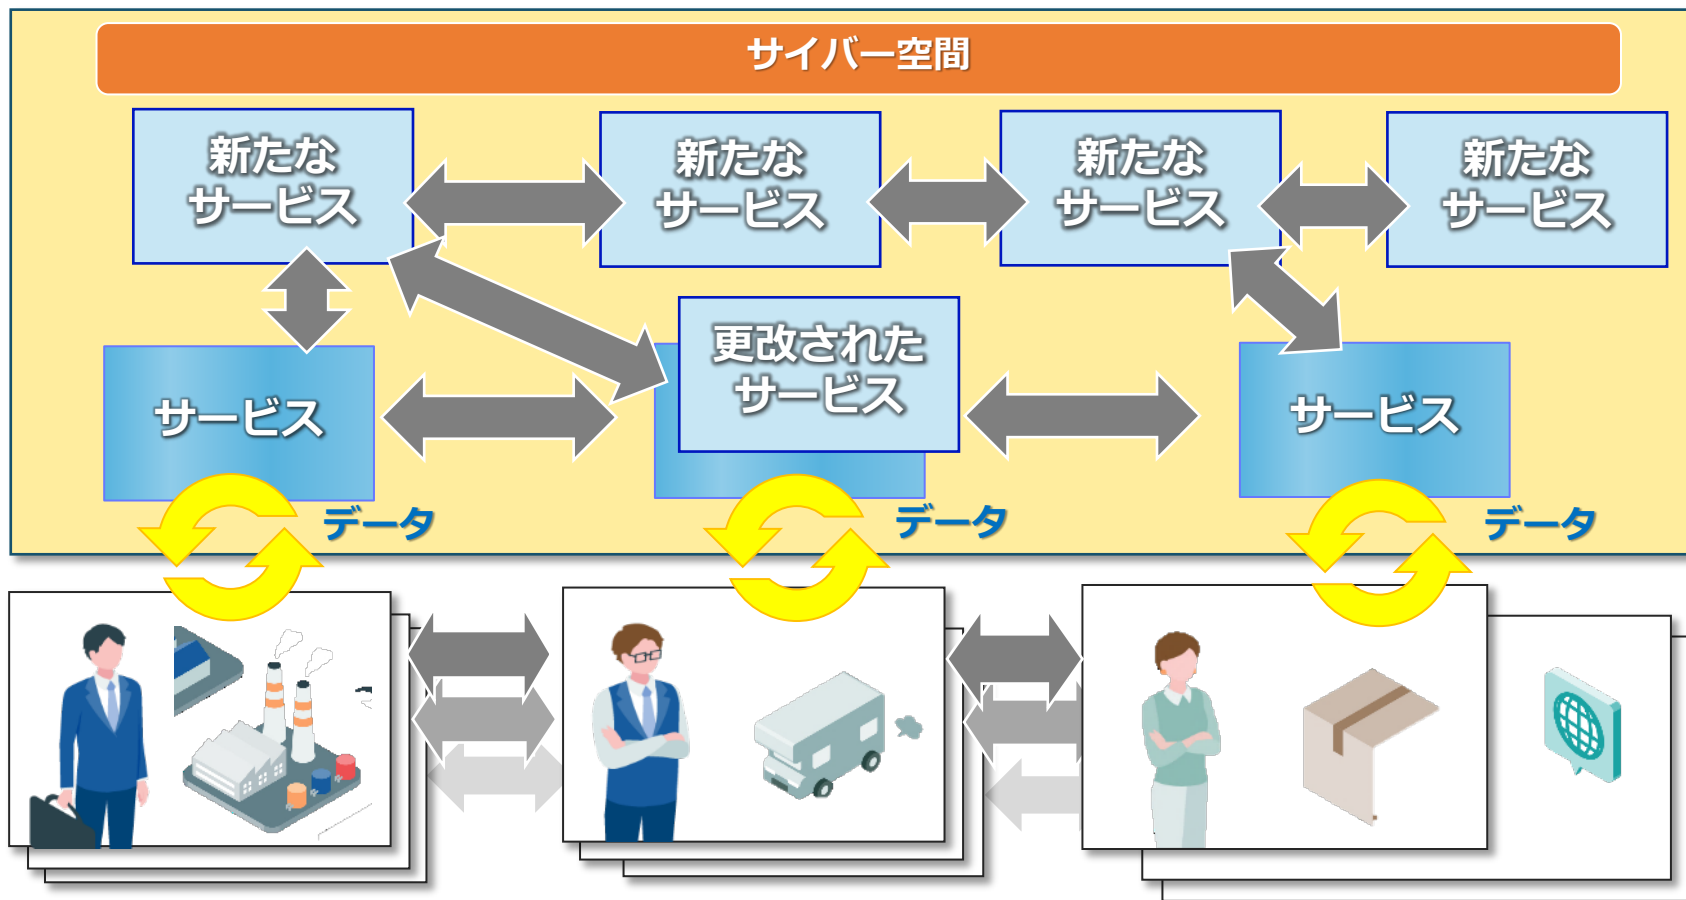 サイバー空間
新たな
サービス
新たな
サービス
新たな
サービス
新たな
サービス
更改された
サービス
サービス
サービス
データ
データ
データ